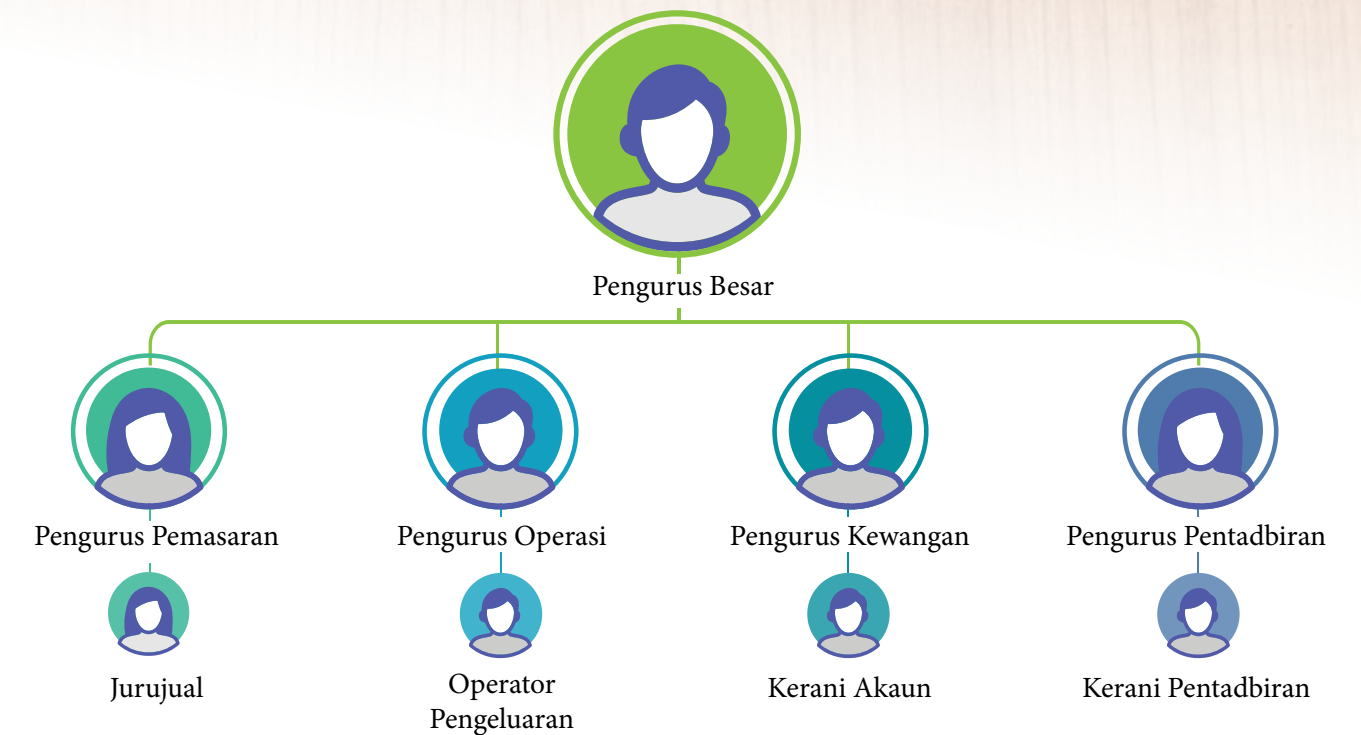 Pengurus Besar
Pengurus Pemasaran
Pengurus Operasi
Pengurus Kewangan
Pengurus Pentadbiran
Jurujual
Operator
Pengeluaran
Kerani Akaun
Kerani Pentadbiran